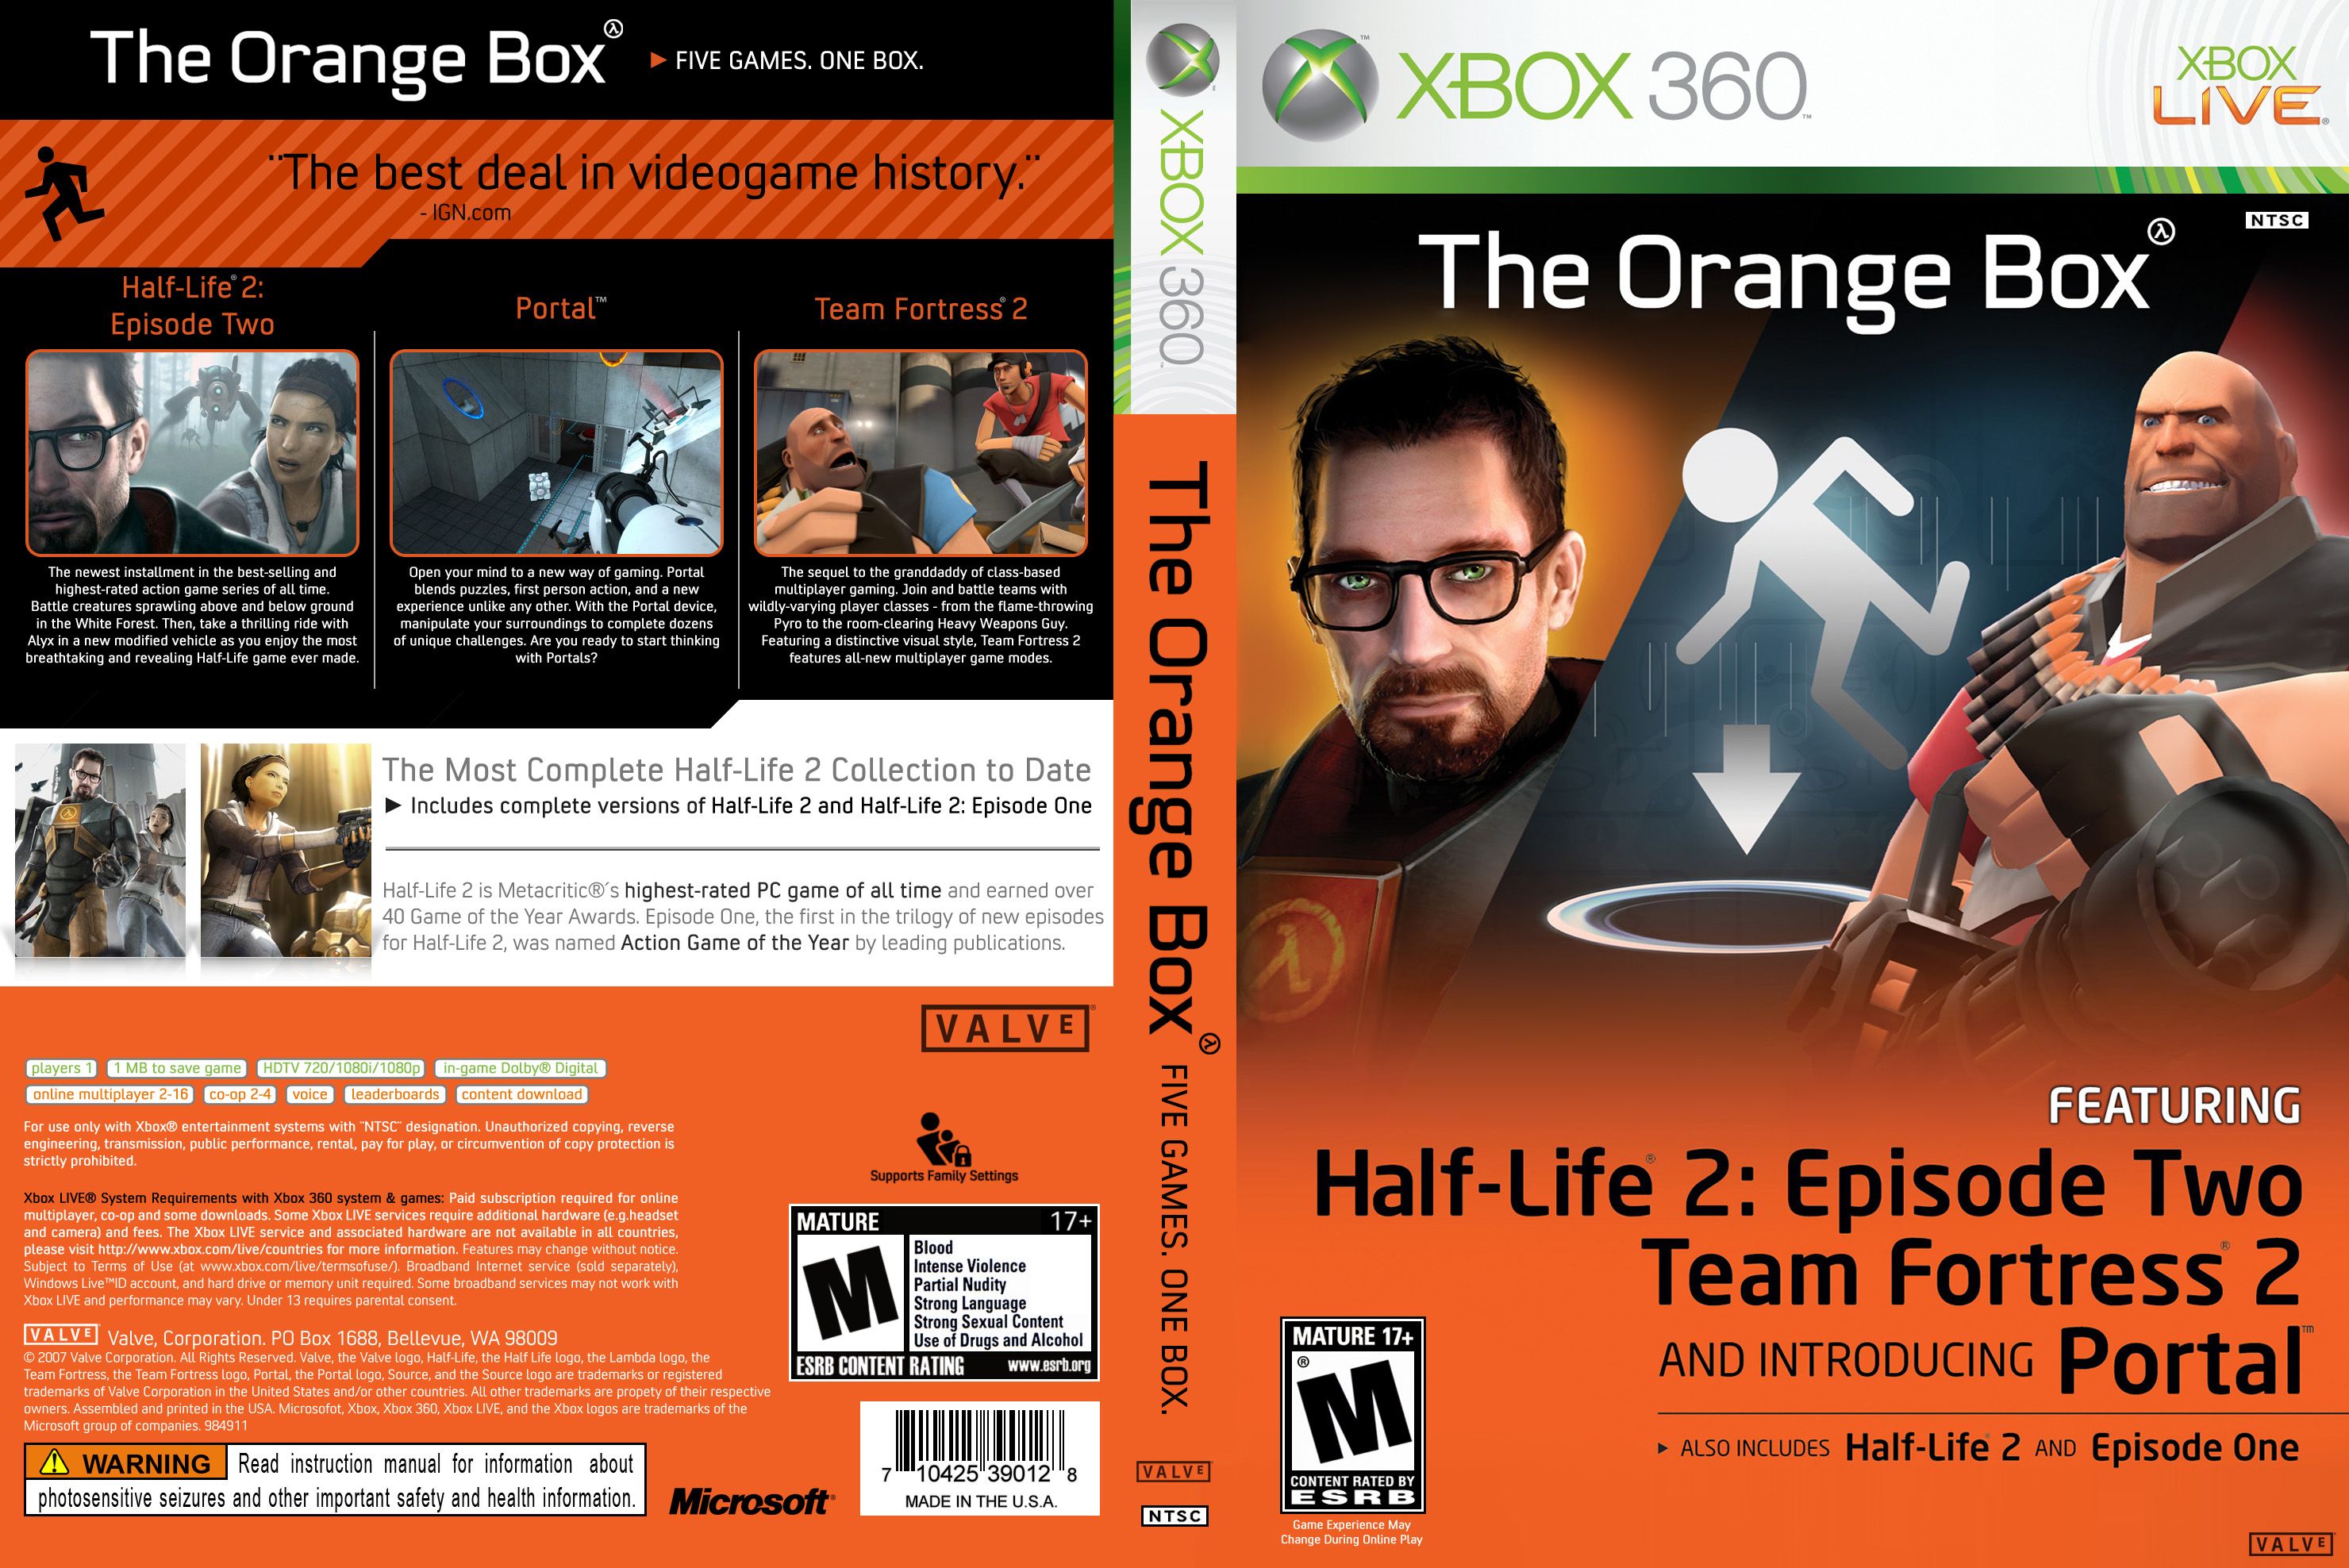 The Orange Box
► FIVE GAMES. ONE BOX.
¨The best deal in videogame history.¨
- IGN.com
Half-Life® 2:
Episode Two
The newest installment in the best-selling and
highest-rated action game series of all time.
Battle creatures sprawling above and below ground
in the White Forest. Then, take a thrilling ride with
Alyx in a new modified vehicle as you enjoy the most
breathtaking and revealing Half-Life game ever made.
Portal™
Open your mind to a new way of gaming. Portal
blends puzzles, first person action, and a new
experience unlike any other. With the Portal device,
manipulate your surroundings to complete dozens
of unique challenges. Are you ready to start thinking
with Portals?
Team Fortress® 2
The sequel to the granddaddy of class-based
multiplayer gaming. Join and battle teams with
wildly-varying player classes - from the flame-throwing
Pyro to the room-clearing Heavy Weapons Guy.
Featuring a distinctive visual style, Team Fortress 2
features all-new multiplayer game modes.
The Most Complete Half-Life 2 Collection to Date
► Includes complete versions of Half-Life 2 and Half-Life 2: Episode One
Half-Life 2 is Metacritic®´s highest-rated PC game of all time and earned over
40 Game of the Year Awards. Episode One, the first in the trilogy of new episodes
for Half-Life 2, was named Action Game of the Year by leading publications.
VALVE®
players 1
1 MB to save game
HDTV 720/1080i/1080p
in-game Dolby® Digital
online multiplayer 2-16
co-op 2-4
voice
leaderboards
content download
For use only with Xbox® entertainment systems with ¨NTSC¨ designation. Unauthorized copying, reverse
engineering, transmission, public performance, rental, pay for play, or circumvention of copy protection is
strictly prohibited.
Xbox LIVE® System Requirements with Xbox 360 system & games: Paid subscription required for online
multiplayer, co-op and some downloads. Some Xbox LIVE services require additional hardware (e.g.headset
and camera) and fees. The Xbox LIVE service and associated hardware are not available in all countries,
please visit http://www.xbox.com/live/countries for more information. Features may change without notice.
Subject to Terms of Use (at www.xbox.com/live/termsofuse/). Broadband Internet service (sold separately),
Windows Live™ID account, and hard drive or memory unit required. Some broadband services may not work with
Xbox LIVE and performance may vary. Under 13 requires parental consent.
VALVE Valve, Corporation. PO Box 1688, Bellevue, WA 98009
© 2007 Valve Corporation. All Rights Reserved. Valve, the Valve logo, Half-Life, the Half Life logo, the Lambda logo, the
Team Fortress, the Team Fortress logo, Portal, the Portal logo, Source, and the Source logo are trademarks or registered
trademarks of Valve Corporation in the United States and/or other countries. All other trademarks are propety of their respective
owners. Assembled and printed in the USA. Microsofot, Xbox, Xbox 360, Xbox LIVE, and the Xbox logos are trademarks of the
Microsoft group of companies. 984911
WARNING Read instruction manual for information about
photosensitive seizures and other important safety and health information.
Microsoft®
Supports Family Settings
MATURE 17+
M
Blood
Intense Violence
Partial Nudity
Strong Language
Strong Sexual Content
Use of Drugs and Alcohol
ESRB CONTENT RATING www.esrb.org
7 10425 39012 8
MADE IN THE U.S.A.
XBOX 360
The Orange Box
FIVE GAMES. ONE BOX.
VALVE
NTSC
XBOX 360™
XBOX
LIVE®
NTSC
The Orange Box
FEATURING
Half-Life® 2: Episode Two
Team Fortress® 2
AND INTRODUCING Portal™
► ALSO INCLUDES Half-Life 2 AND Episode One
MATURE 17+
M
®
CONTENT RATED BY
ESRB
Game Experience May
Change During Online Play
VALVE